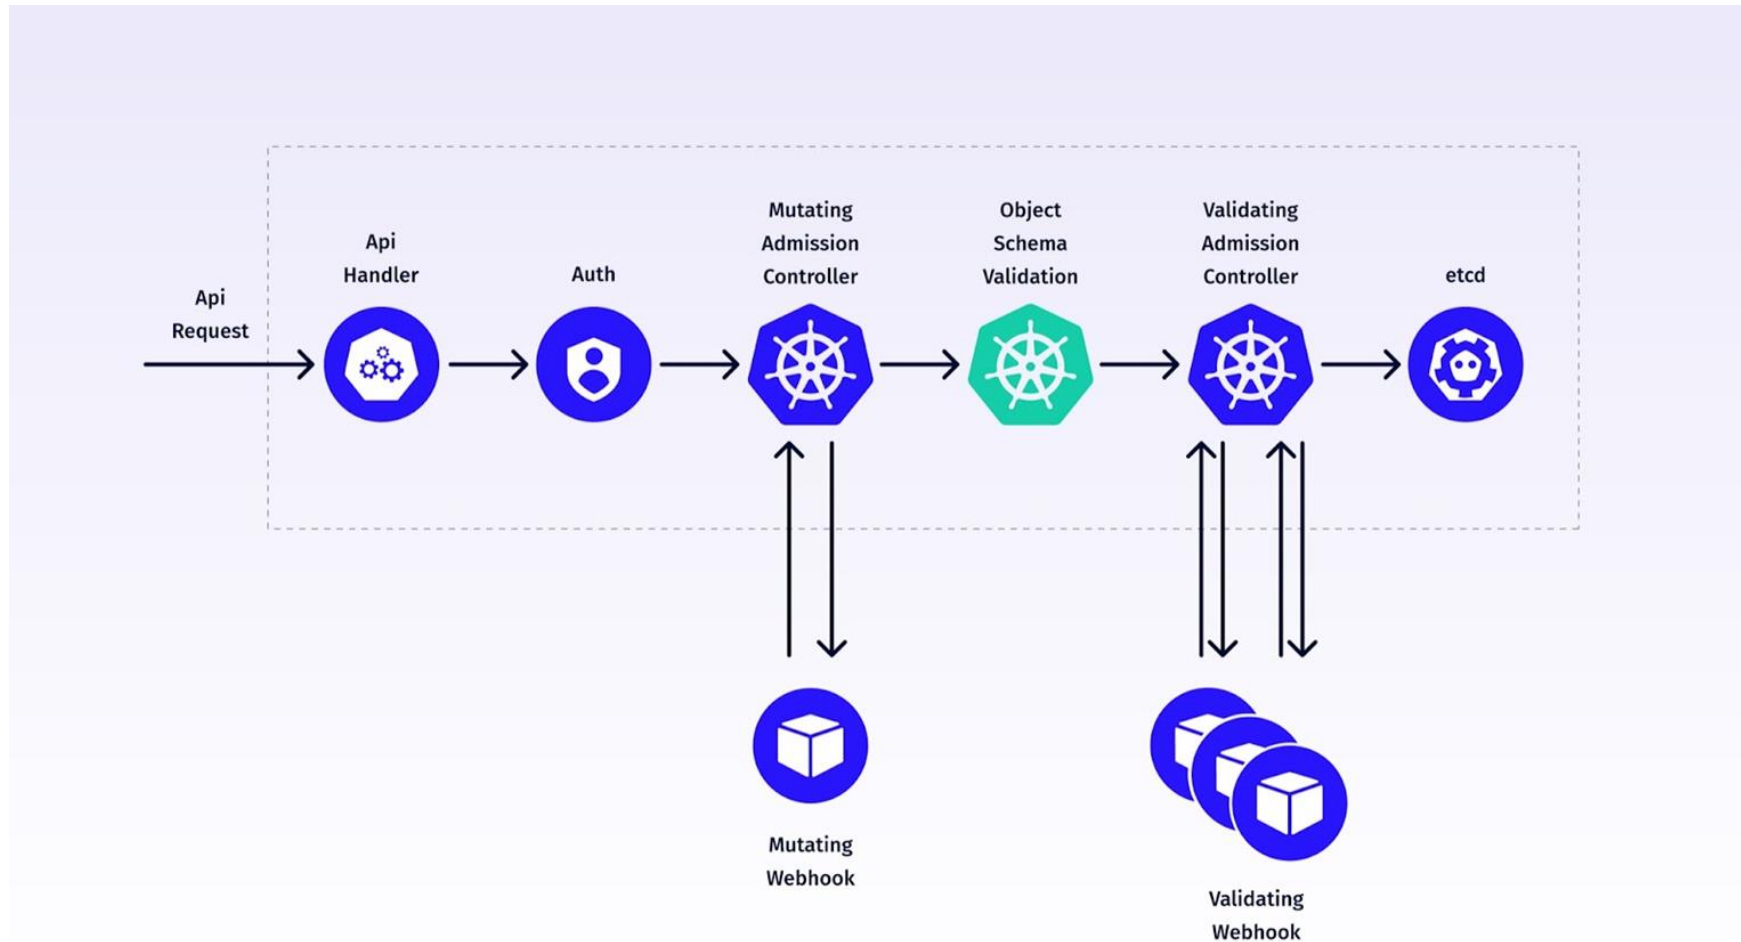 Api
Request
Api
Handler
Auth
Mutating
Admission
Controller
Object
Schema
Validation
Validating
Admission
Controller
etcd
Mutating
Webhook
Validating
Webhook